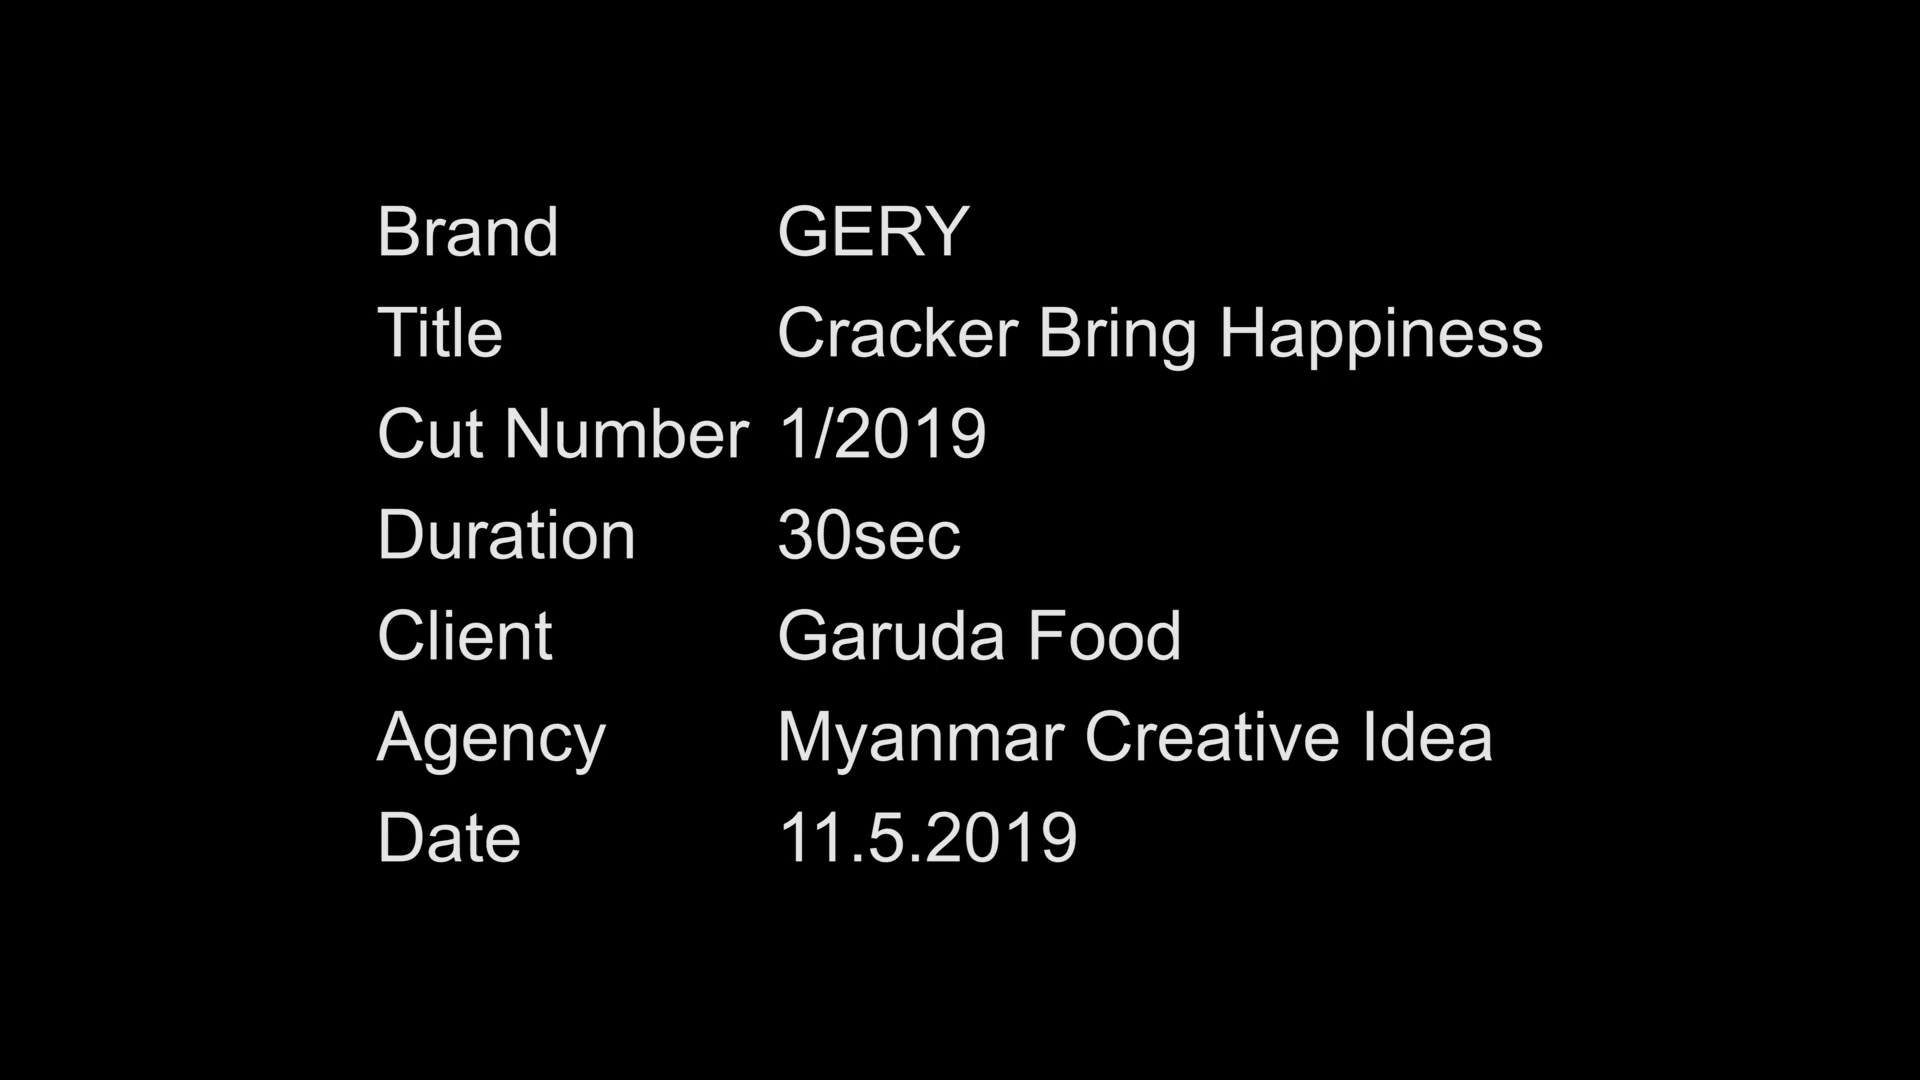 Brand GERY
Title Cracker Bring Happiness
Cut Number 1/2019
Duration 30sec
Client Garuda Food
Agency Myanmar Creative Idea
Date 11.5.2019